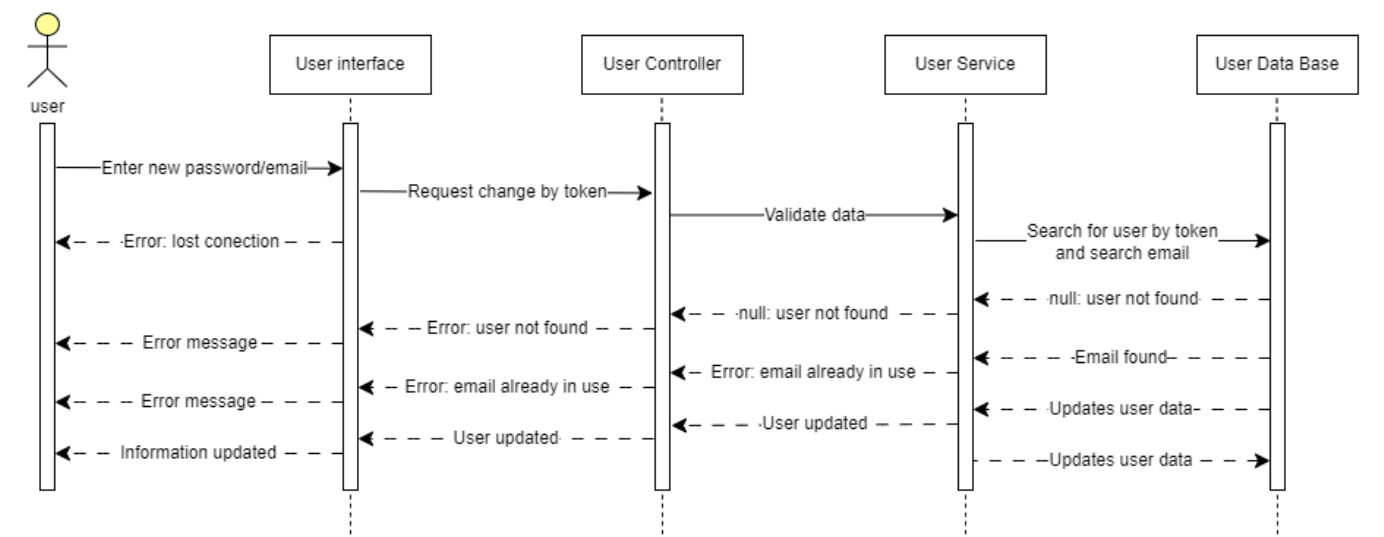 User interface
User Controller
User Service
User Data Base
user
Enter new password/email
Request change by token
Validate data
Search for user by token
and search email
Error: lost conection
null: user not found
null: user not found
Error: user not found
Error message
Email found
Error: email already in use
Error: email already in use
Error message
Updates user data
User updated
User updated
Information updated
Updates user data